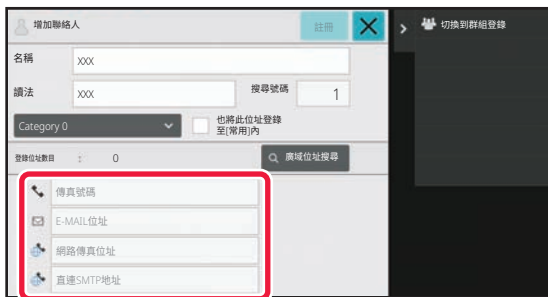 增加聯絡人
註冊
切換到群組登錄
名稱
XXX
讀法
XXX
搜尋號碼
1
Category 0
也將此位址登錄
至[常用]內
登錄位址數目 : 0
廣域位址搜尋
傳真號碼
E-MAIL位址
網路傳真位址
直達SMTP地址